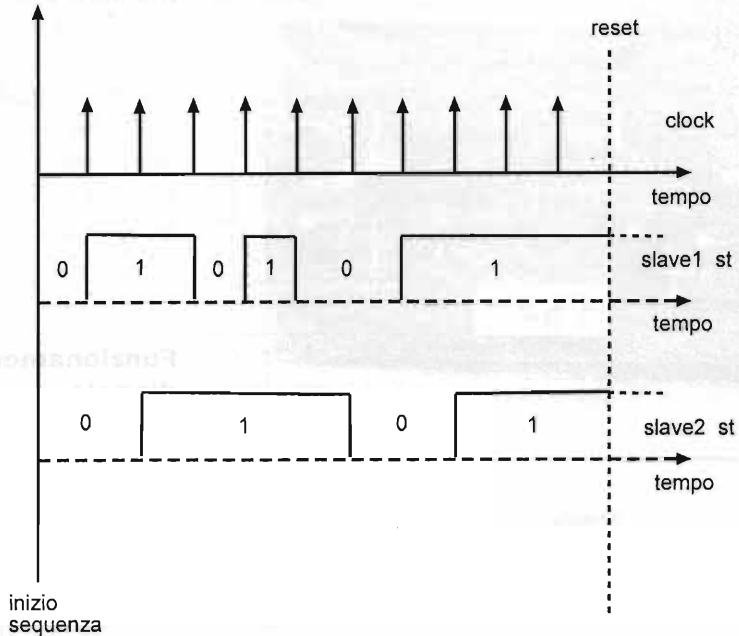 reset
clock
tempo
0 1 0 1 0 1 slave1 st
tempo
Funzionamen
0 1 0 1 slave2 st
tempo
inizio
sequenza